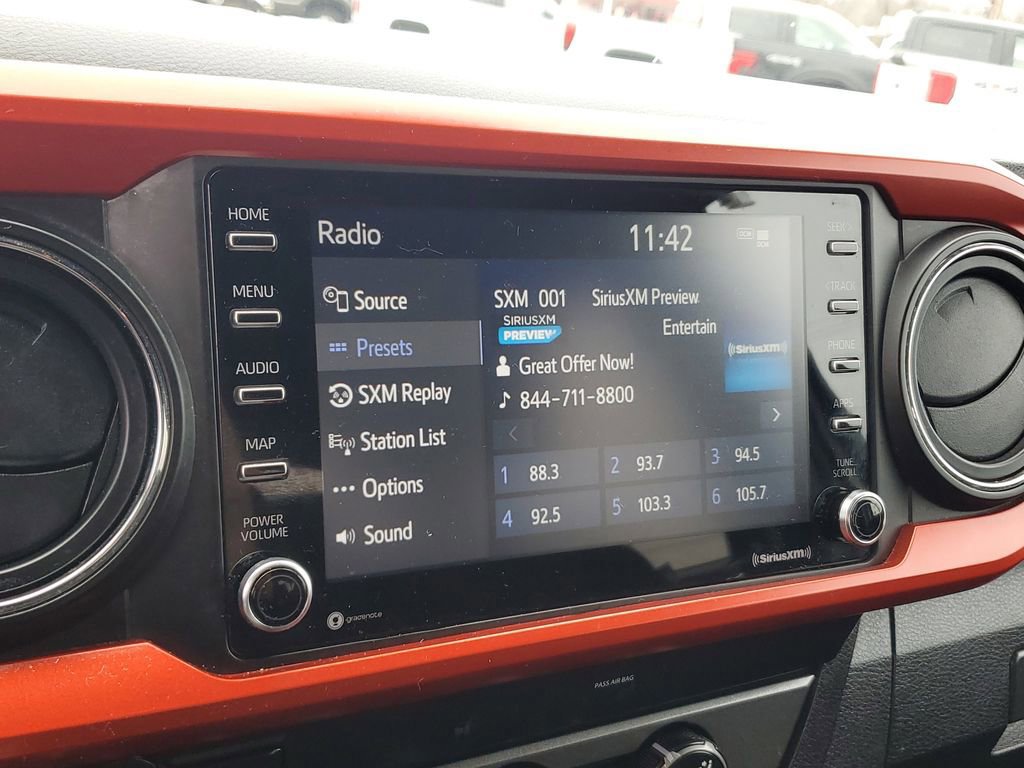 HOME
MENU
AUDIO
MAP
POWER
VOLUME
Radio
11:42
DCM
DCM
Source
Presets
SXM Replay
Station List
Options
Sound
SXM 001 SiriusXM Preview
SIRIUSXM
PREVIEW
Entertain
Great Offer Now!
844-711-8800
((SiriusXM))
<
>
1 88.3
2 93.7
3 94.5
4 92.5
5 103.3
6 105.7
SEEK >
< TRACK
PHONE
APPS
TUNE
SCROLL
((SiriusXM))
gracenote
PASS AIR BAG